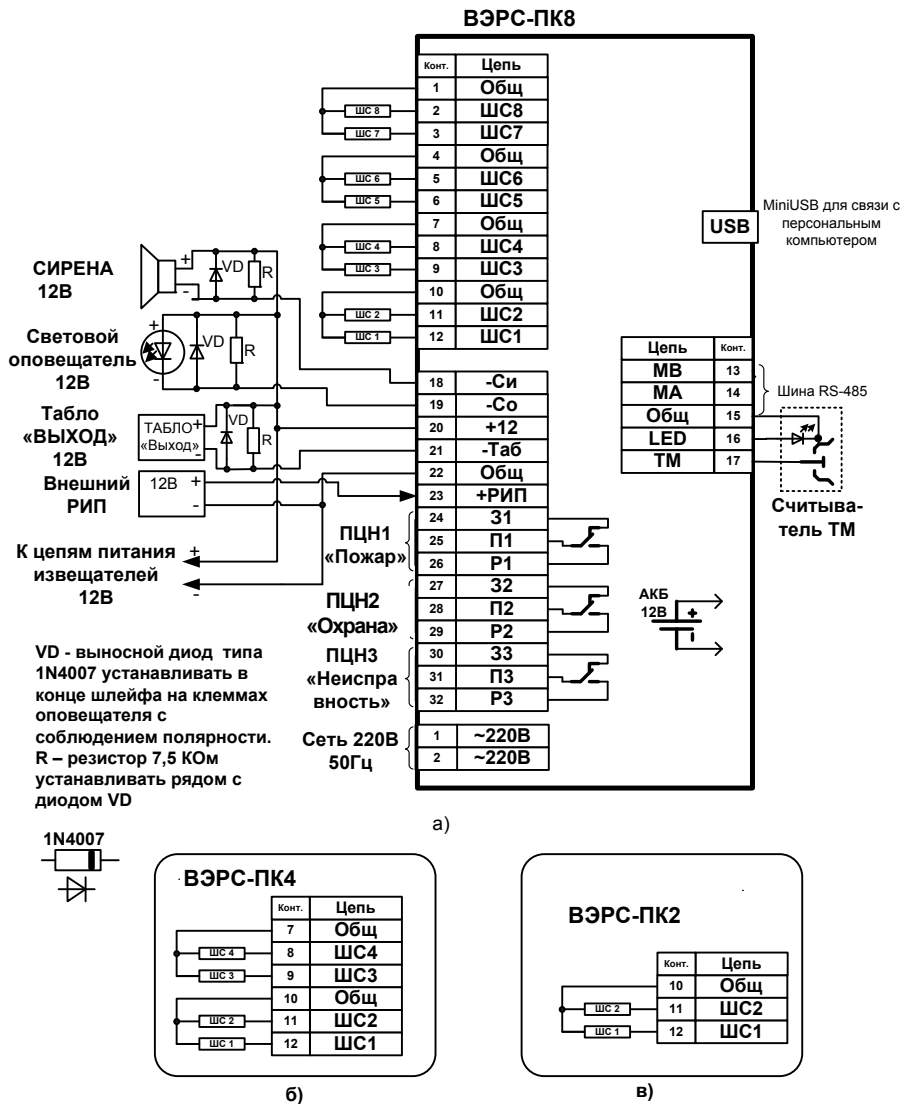 ВЭРС-ПК8
Конт. Цепь
1 Общ
ШС 8 2 ШС8
ШС 7 3 ШС7
4 Общ
ШС 6 5 ШС6
ШС 5 6 ШС5
7 Общ
ШС 4 8 ШС4
ШС 3 9 ШС3
10 Общ
ШС 2 11 ШС2
ШС 1 12 ШС1
USB
MiniUSB для связи с
персональным
компьютером
СИРЕНА
12В
+
-
VD
R
Световой
оповещатель
12В
+
-
VD
R
Табло
«ВЫХОД»
12В
ТАБЛО+
«Выход»-
VD
R
Внешний
РИП
12В +
-
К цепям питания
извещателей
12В
+
-
18 -Си
19 -Со
20 +12
21 -Таб
22 Общ
23 +РИП
24 З1
25 П1
26 Р1
27 З2
28 П2
29 Р2
30 З3
31 П3
32 Р3
ПЦН1
«Пожар»
ПЦН2
«Охрана»
ПЦН3
«Неиспра
вность»
Сеть 220В
50Гц
1 ~220В
2 ~220В
Цепь Конт.
МВ 13
МА 14
Общ 15
LED 16
ТМ 17
Шина RS-485
Считыва-
тель ТМ
АКБ
12В
+
-
VD - выносной диод типа
1N4007 устанавливать в
конце шлейфа на клеммах
оповещателя с
соблюдением полярности.
R – резистор 7,5 КОм
устанавливать рядом с
диодом VD
1N4007
а)
ВЭРС-ПК4
Конт. Цепь
7 Общ
ШС 4 8 ШС4
ШС 3 9 ШС3
10 Общ
ШС 2 11 ШС2
ШС 1 12 ШС1
б)
ВЭРС-ПК2
Конт. Цепь
10 Общ
ШС 2 11 ШС2
ШС 1 12 ШС1
в)